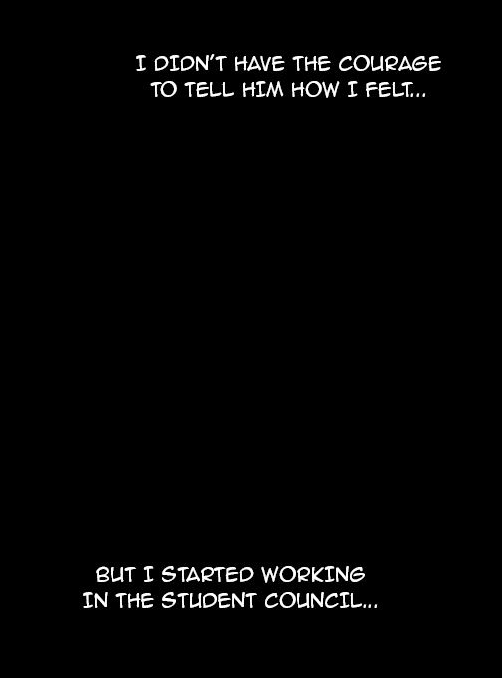 I DIDN'T HAVE THE COURAGE
TO TELL HIM HOW I FELT...
BUT I STARTED WORKING
IN THE STUDENT COUNCIL...